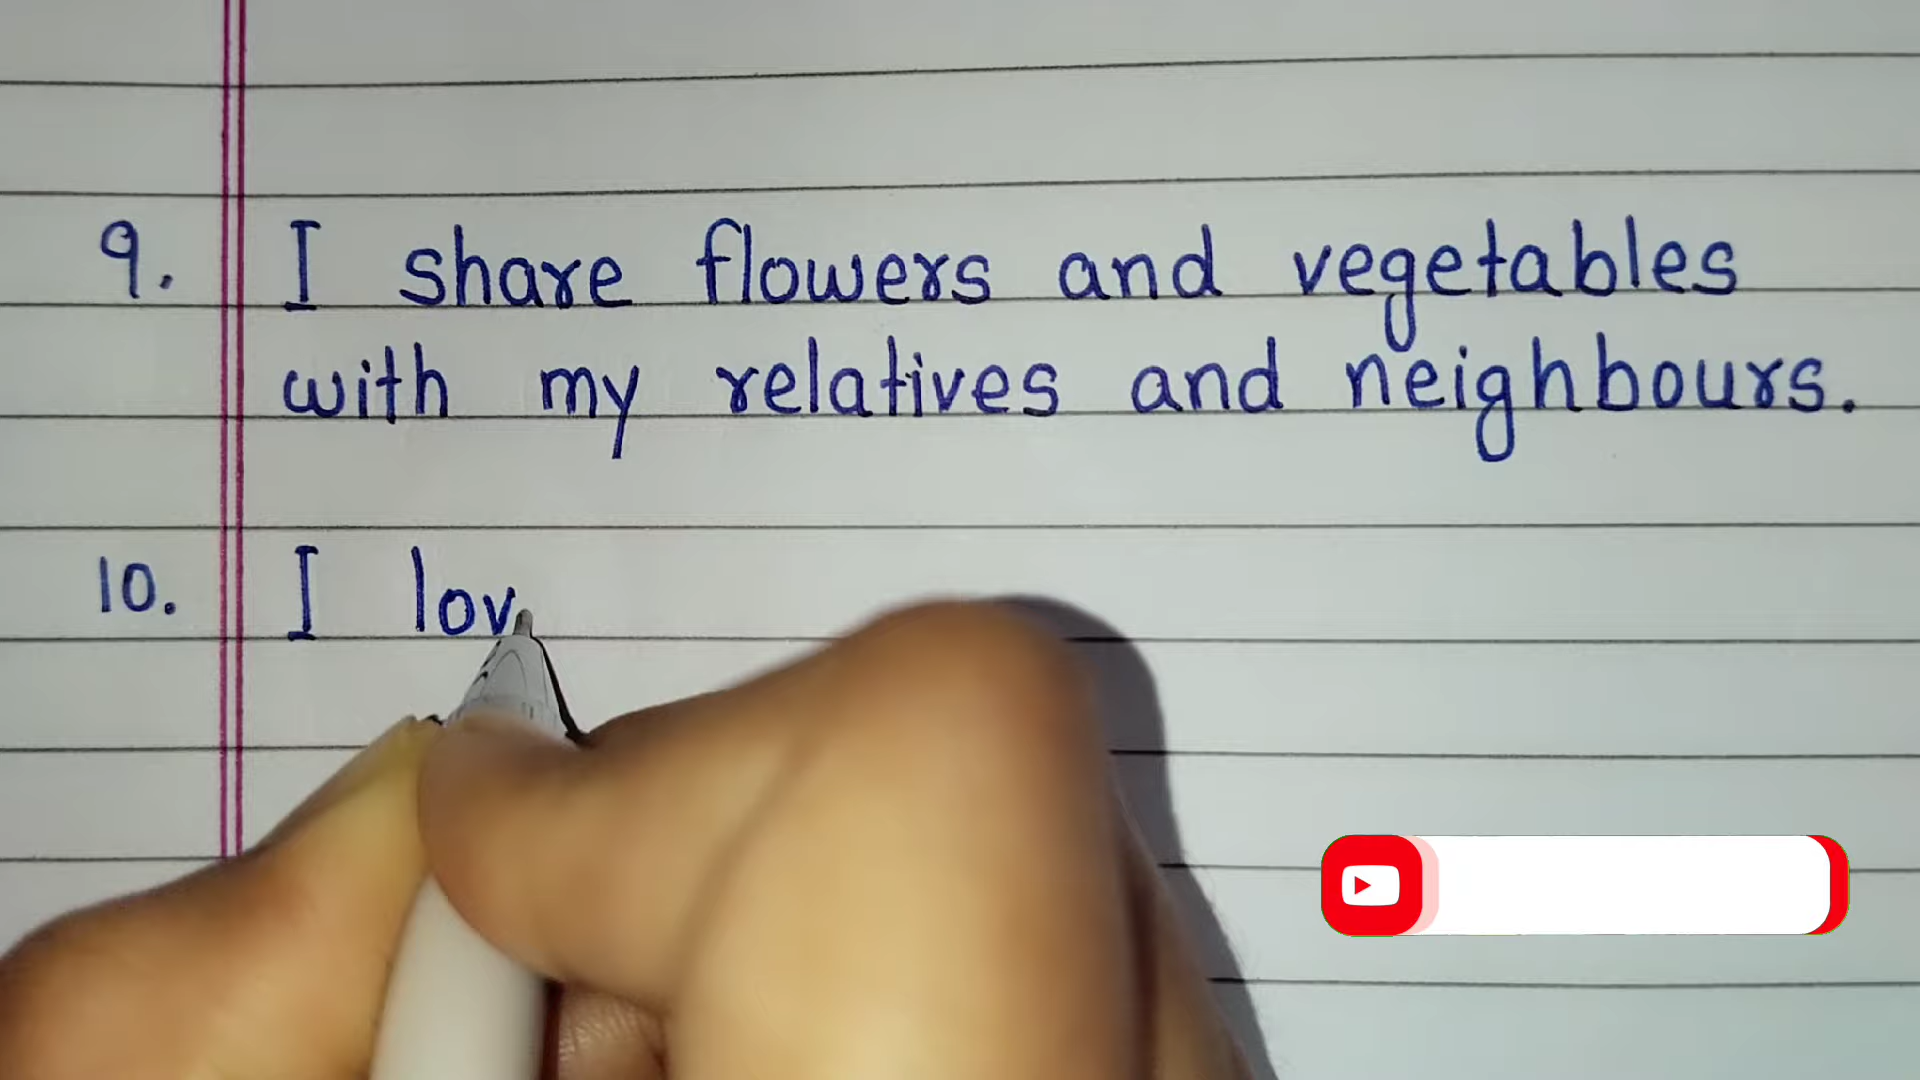 9. I share flowers and vegetables
with my relatives and neighbours.
10. I lov